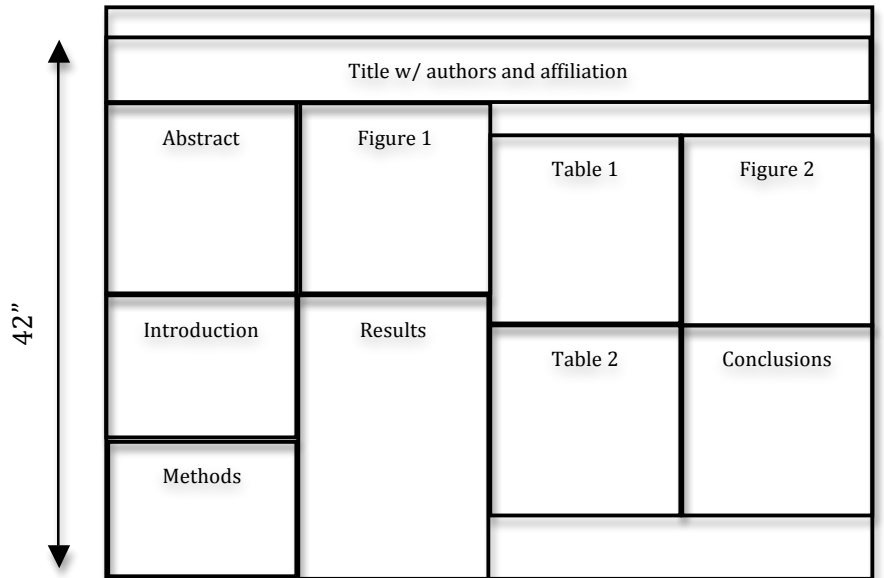 Title w/ authors and affiliation
Abstract
Figure 1
Table 1
Figure 2
42”
Introduction
Results
Table 2
Conclusions
Methods